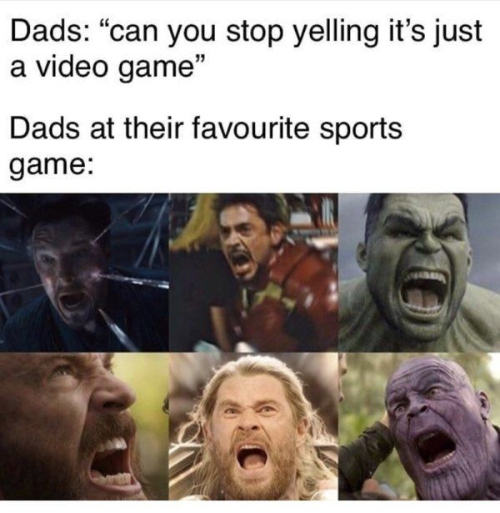 Dads: “can you stop yelling it’s just
a video game”
Dads at their favourite sports
game: